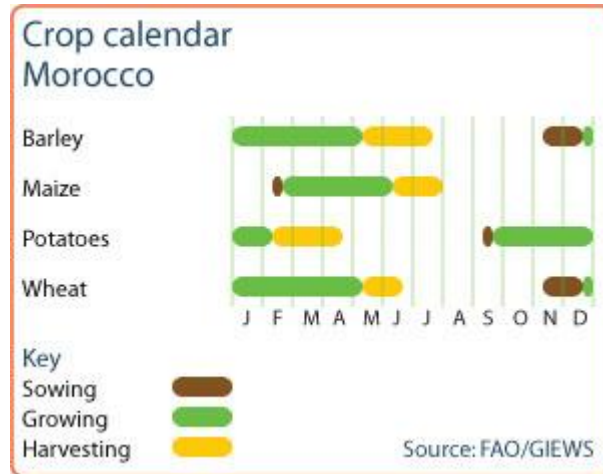 Crop calendar
Morocco
Barley
Maize
Potatoes
Wheat
J F M A M J J A S O N D
Key
Sowing
Growing
Harvesting
Source: FAO/GIEWS